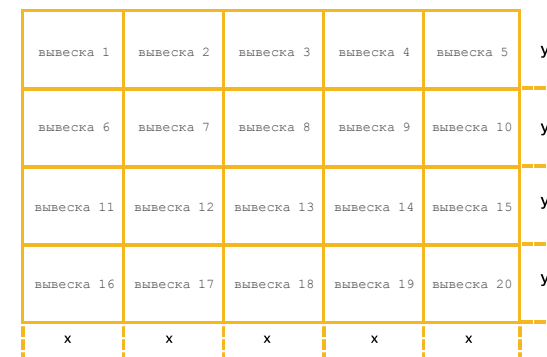 вывеска 1 вывеска 2 вывеска 3 вывеска 4 вывеска 5 y
вывеска 6 вывеска 7 вывеска 8 вывеска 9 вывеска 10 y
вывеска 11 вывеска 12 вывеска 13 вывеска 14 вывеска 15 y
вывеска 16 вывеска 17 вывеска 18 вывеска 19 вывеска 20 y
x x x x x